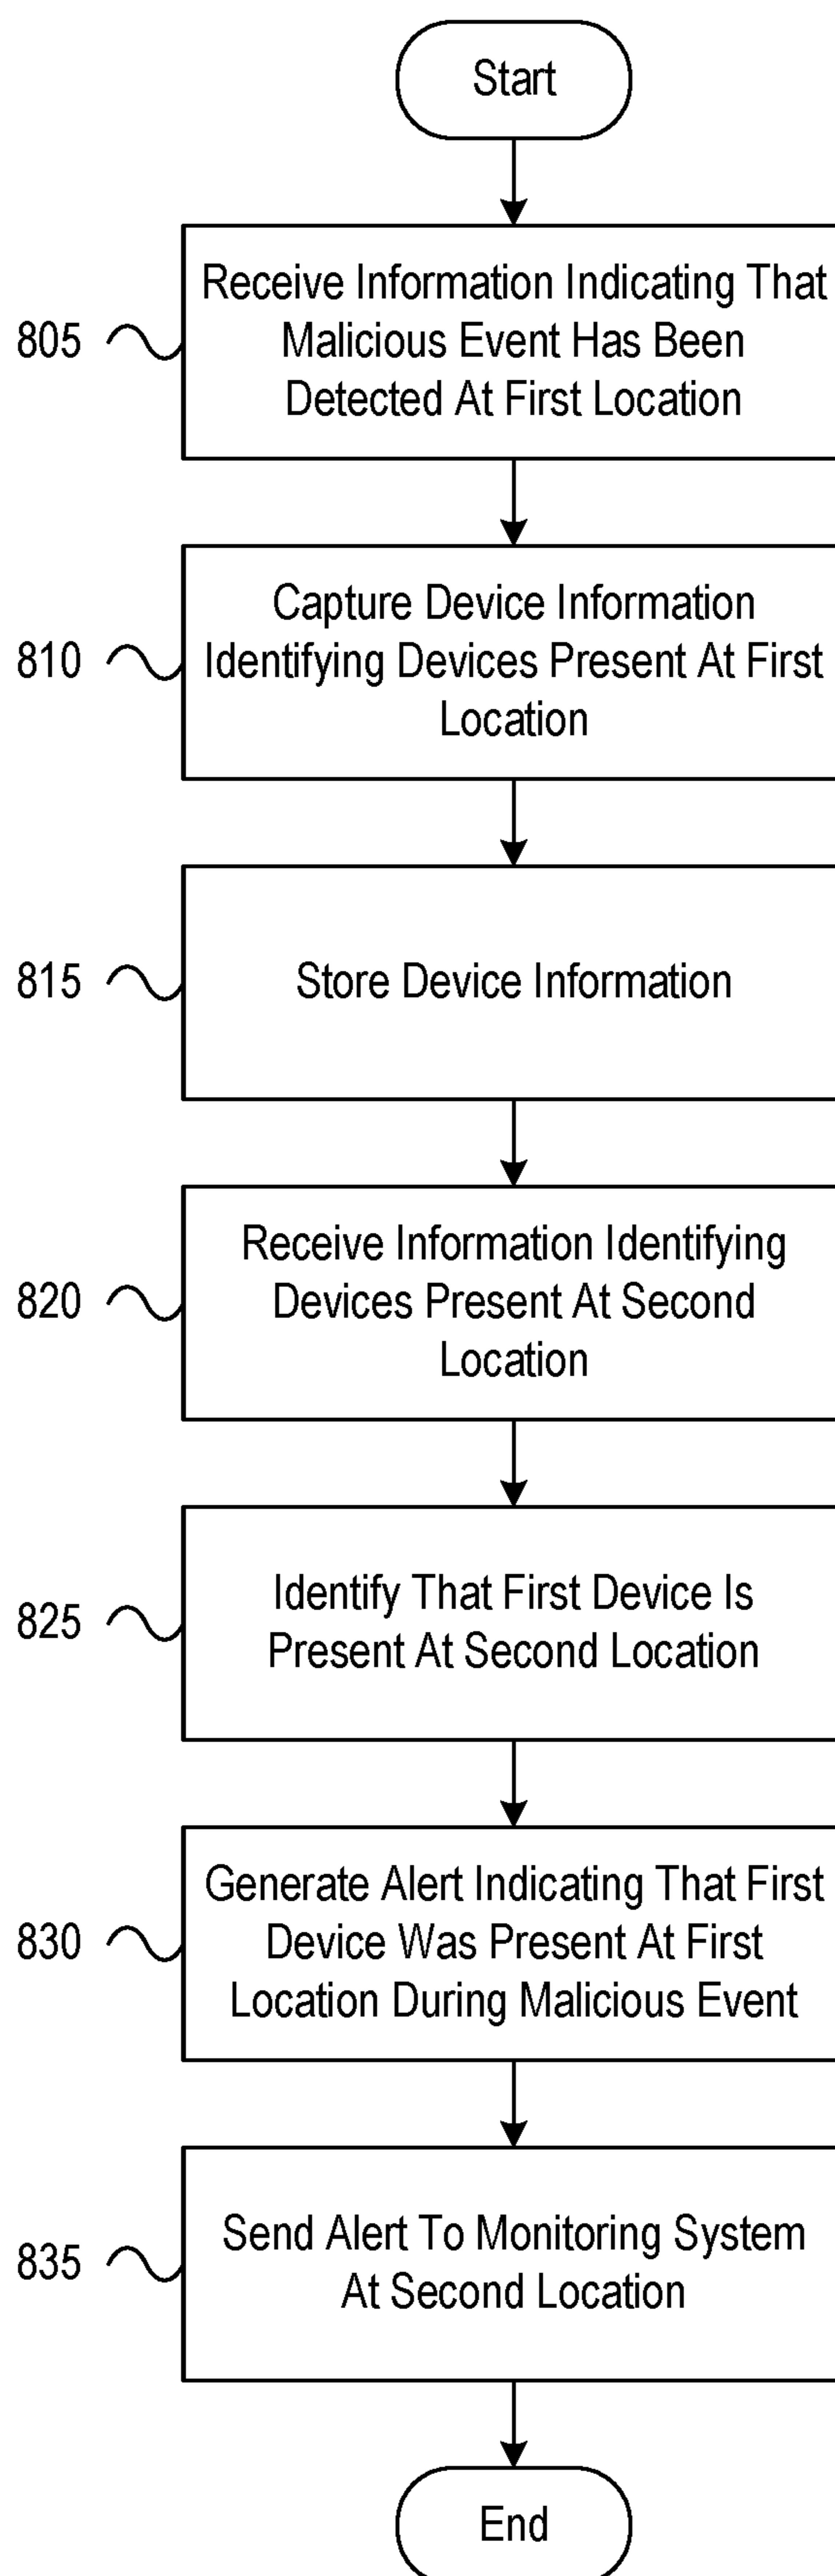 Start
805
Receive Information Indicating That
Malicious Event Has Been
Detected At First Location
810
Capture Device Information
Identifying Devices Present At First
Location
815
Store Device Information
820
Receive Information Identifying
Devices Present At Second
Location
825
Identify That First Device Is
Present At Second Location
830
Generate Alert Indicating That First
Device Was Present At First
Location During Malicious Event
835
Send Alert To Monitoring System
At Second Location
End